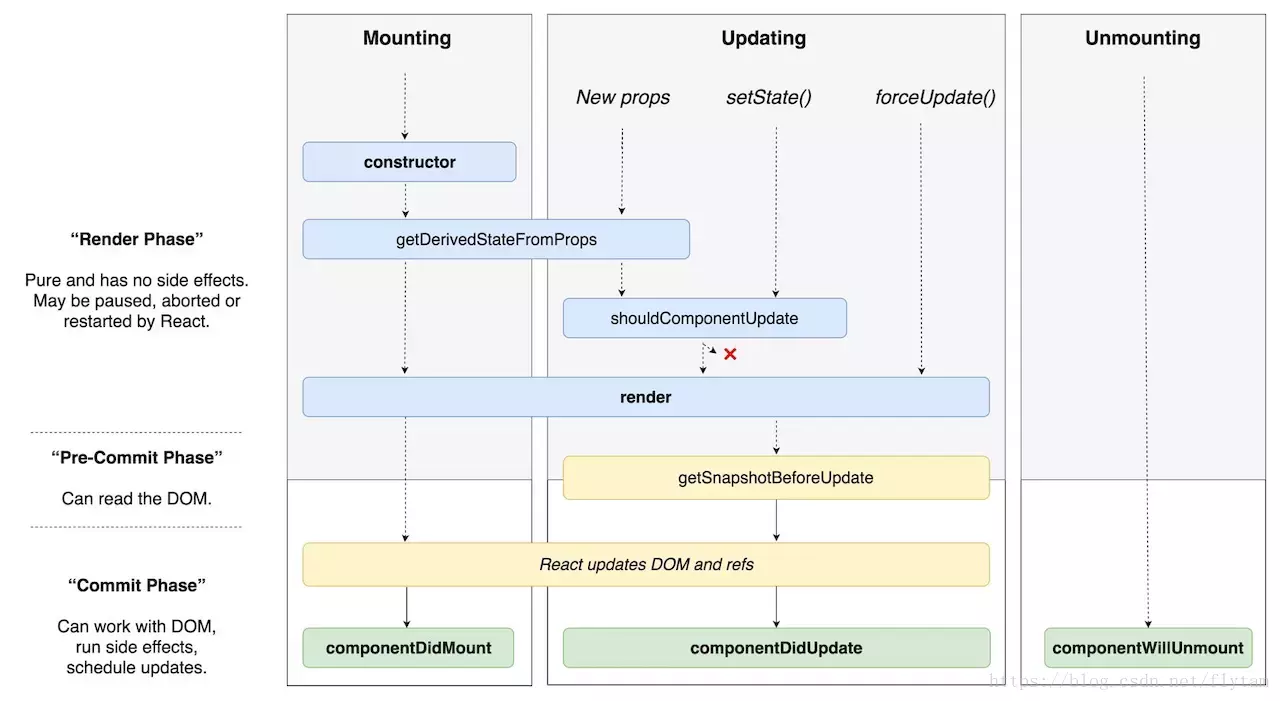 Mounting
Updating
Unmounting
New props
setState()
forceUpdate()
constructor
“Render Phase”
getDerivedStateFromProps
Pure and has no side effects.
May be paused, aborted or
restarted by React.
shouldComponentUpdate
render
“Pre-Commit Phase”
Can read the DOM.
getSnapshotBeforeUpdate
React updates DOM and refs
“Commit Phase”
Can work with DOM,
run side effects,
schedule updates.
componentDidMount
componentDidUpdate
componentWillUnmount
https://blog.csdn.net/flytam